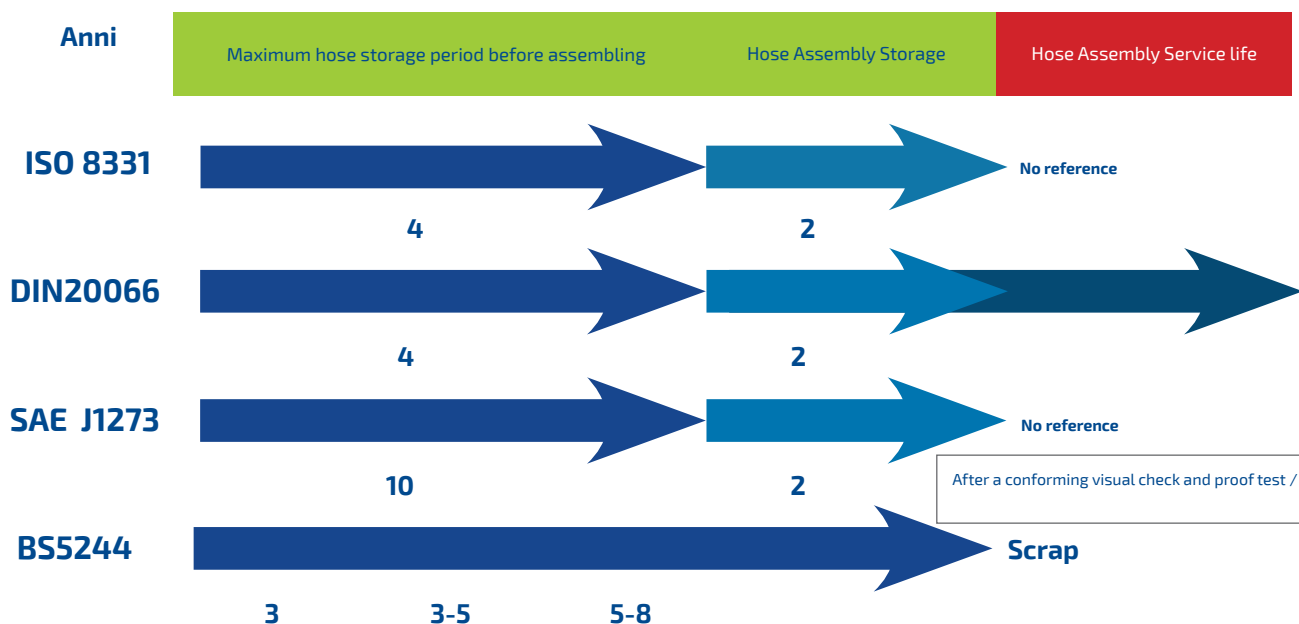 Anni
Maximum hose storage period before assembling
Hose Assembly Storage
Hose Assembly Service life
ISO 8331
No reference
4
2
DIN20066
4
2
SAE J1273
No reference
10
2
After a conforming visual check and proof test /
BS5244
Scrap
3
3-5
5-8